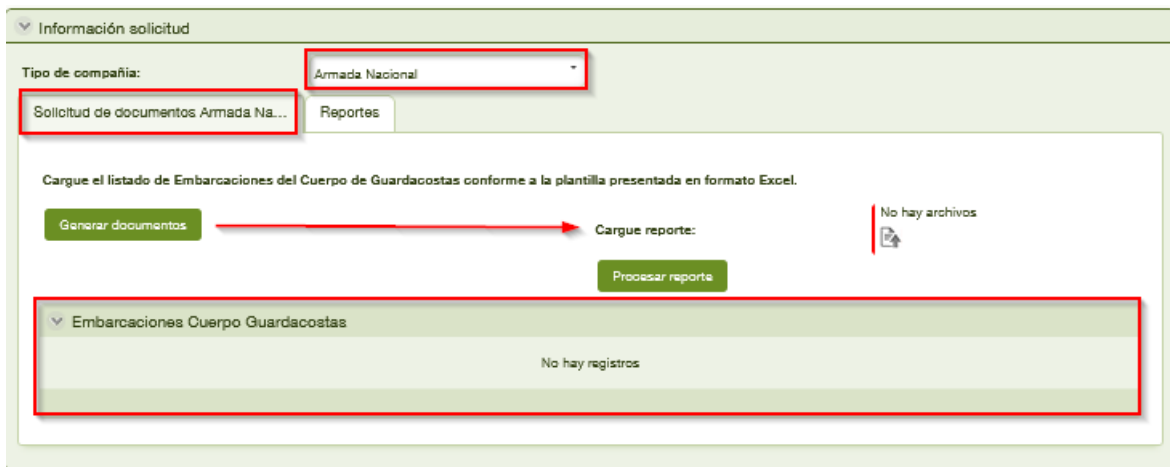 Información solicitud
Tipo de compañia:
Armada Nacional
Solicitud de documentos Armada Na...
Reportes
Cargue el listado de Embarcaciones del Cuerpo de Guardacostas conforme a la plantilla presentada en formato Excel.
Generar documentos
Cargue reporte:
No hay archivos
Procesar reporte
Embarcaciones Cuerpo Guardacostas
No hay registros